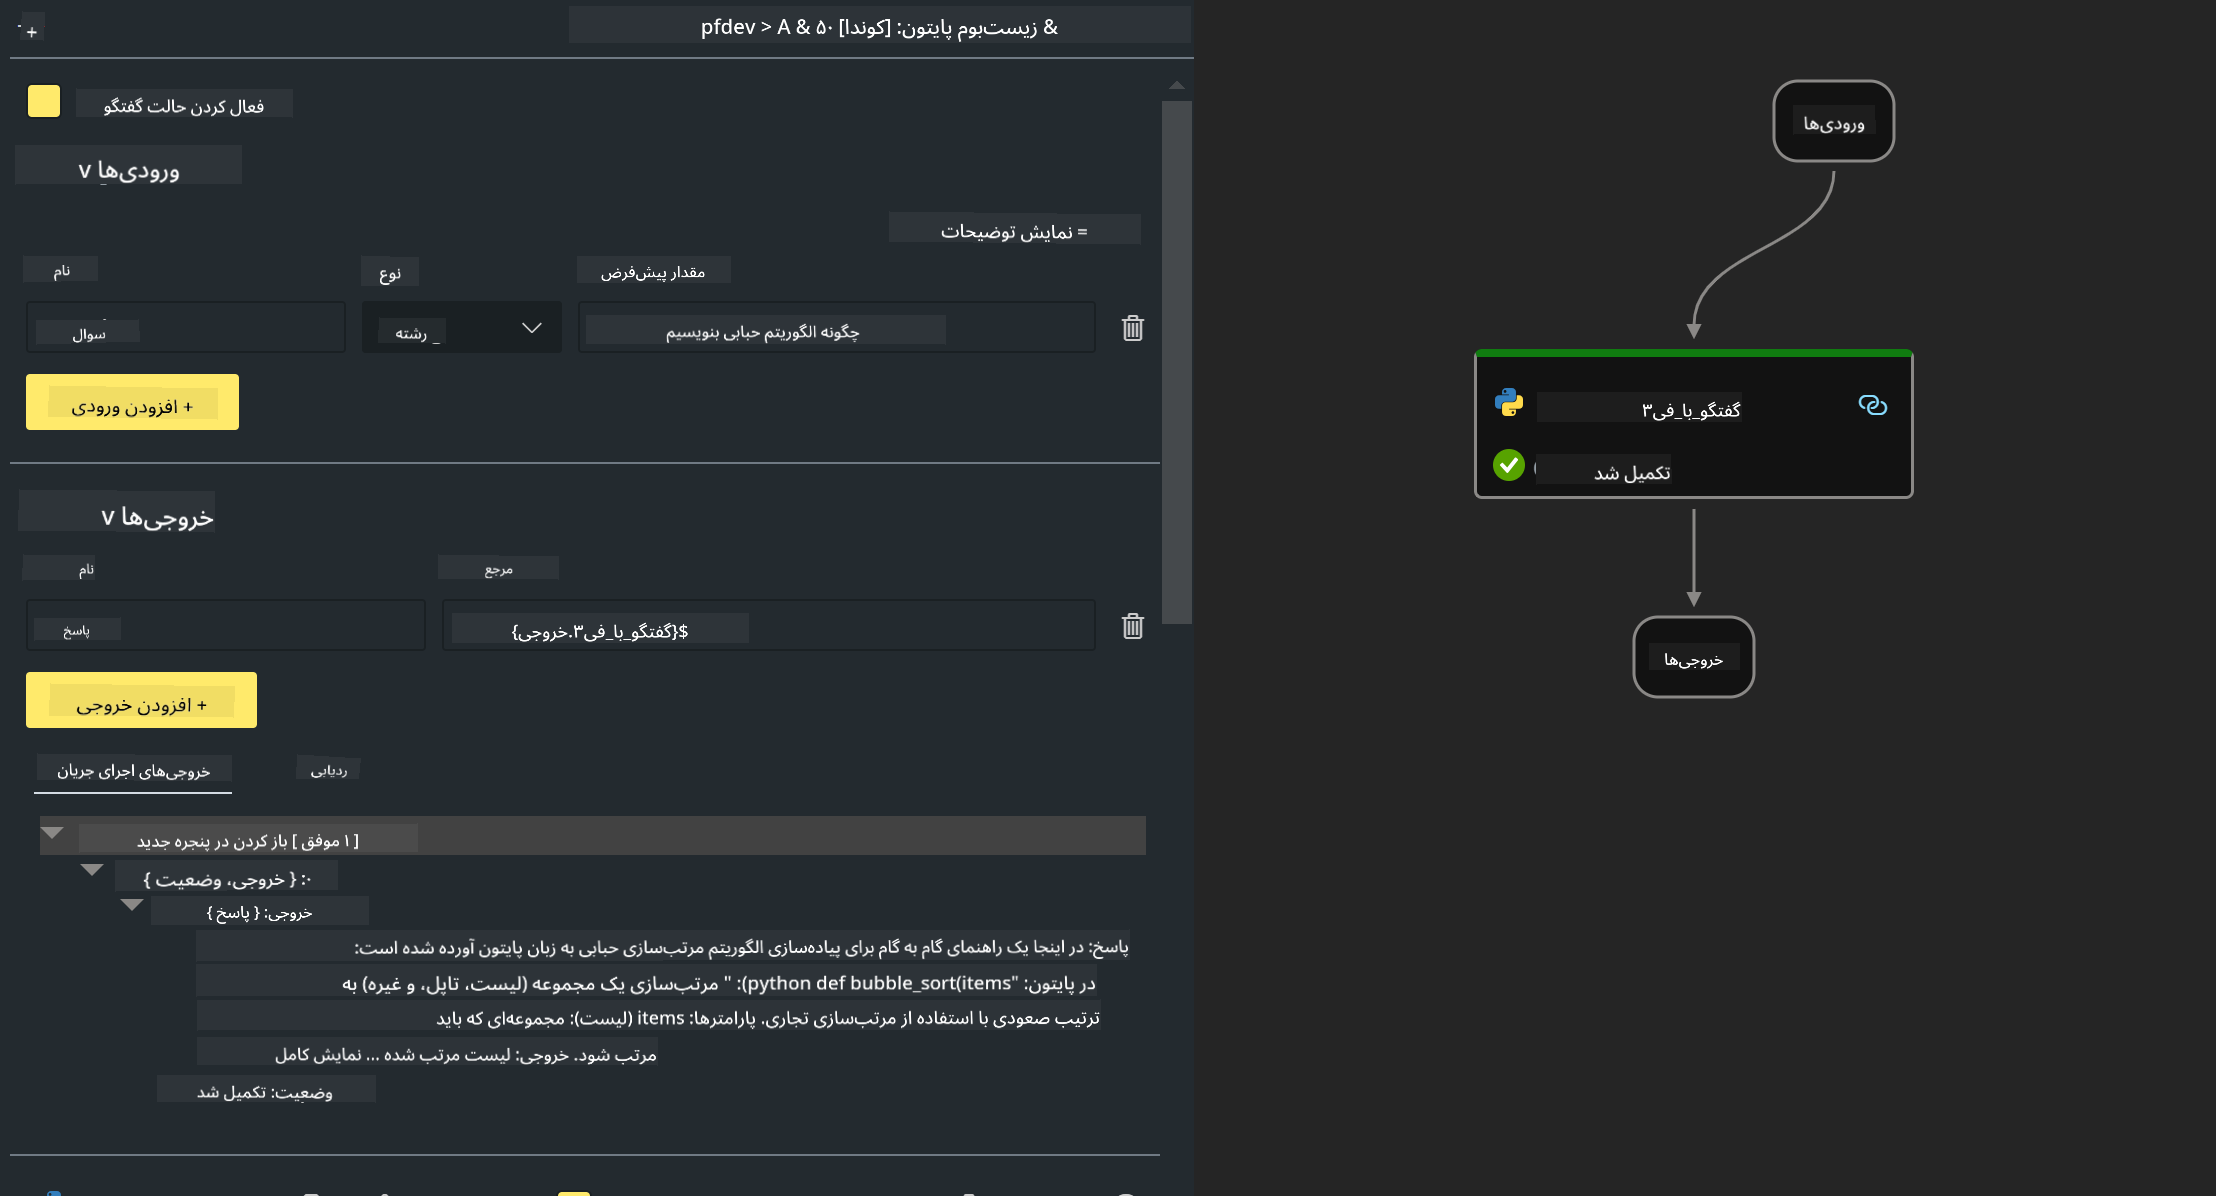 +
& زیست‌بوم پایتون: [کوندا] pfdev > A & ۵۰
فعال کردن حالت گفتگو
ورودی‌ها v
= نمایش توضیحات
نام
نوع
مقدار پیش‌فرض
سوال
رشته _
چگونه الگوریتم حبابی بنویسیم
+ افزودن ورودی
خروجی‌ها v
نام
مرجع
پاسخ
${گفتگو_با_فی۳.خروجی}
+ افزودن خروجی
خروجی‌های اجرای جریان
ردیابی
[ ۱ موفق ] باز کردن در پنجره جدید
۰: { خروجی، وضعیت }
خروجی: { پاسخ }
پاسخ: در اینجا یک راهنمای گام به گام برای پیاده‌سازی الگوریتم مرتب‌سازی حبابی به زبان پایتون آورده شده است:
در پایتون: "python def bubble_sort(items): " مرتب‌سازی یک مجموعه (لیست، تاپل، و غیره) به
ترتیب صعودی با استفاده از مرتب‌سازی تجاری. پارامترها: items (لیست): مجموعه‌ای که باید
مرتب شود. خروجی: لیست مرتب شده ... نمایش کامل
وضعیت: تکمیل شد
ورودی‌ها
گفتگو_با_فی۳
تکمیل شد
خروجی‌ها